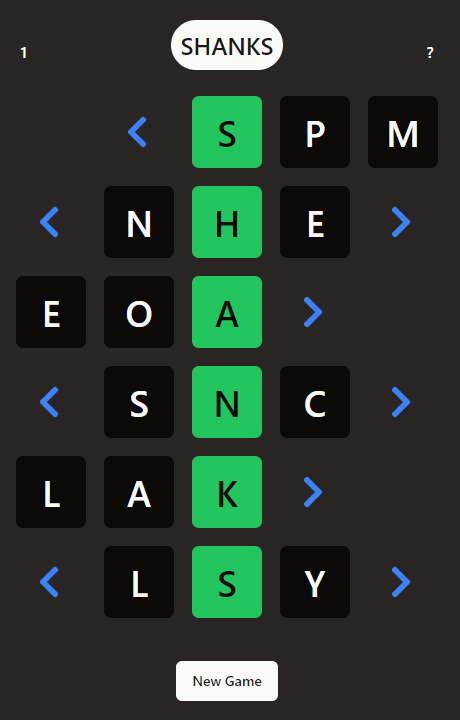 SHANKS
1 ?
S P M
N H E
E O A
S N C
L A K
L S Y
New Game